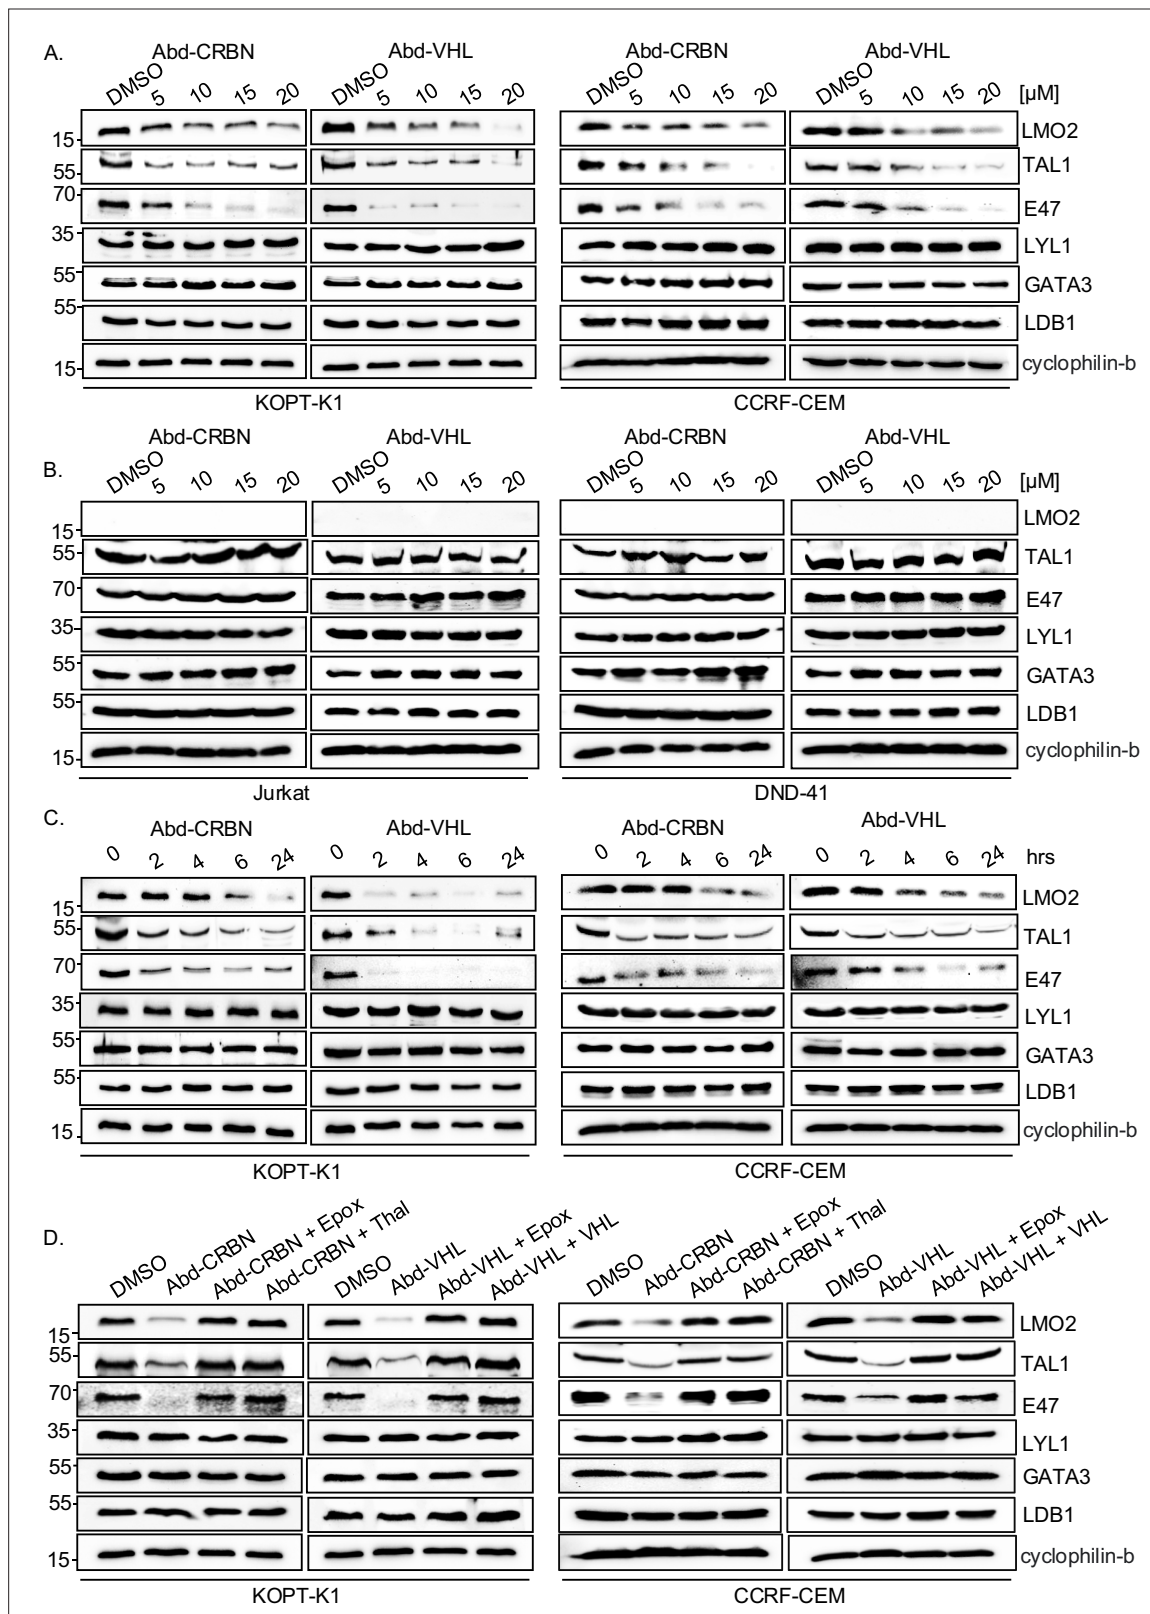 A.
Abd-CRBN Abd-VHL Abd-CRBN Abd-VHL
DMSO 5 10 15 20 DMSO 5 10 15 20 DMSO 5 10 15 20 DMSO 5 10 15 20 [µM]
15 LMO2
55 TAL1
70 E47
35 LYL1
55 GATA3
55 LDB1
15 cyclophilin-b
KOPT-K1 CCRF-CEM
B.
Abd-CRBN Abd-VHL Abd-CRBN Abd-VHL
DMSO 5 10 15 20 DMSO 5 10 15 20 DMSO 5 10 15 20 DMSO 5 10 15 20 [µM]
15 LMO2
55 TAL1
70 E47
35 LYL1
55 GATA3
55 LDB1
15 cyclophilin-b
Jurkat DND-41
C.
Abd-CRBN Abd-VHL Abd-CRBN Abd-VHL
0 2 4 6 24 0 2 4 6 24 0 2 4 6 24 0 2 4 6 24 hrs
15 LMO2
55 TAL1
70 E47
35 LYL1
55 GATA3
55 LDB1
15 cyclophilin-b
KOPT-K1 CCRF-CEM
D.
DMSO Abd-CRBN Abd-CRBN + Epox Abd-CRBN + Thal DMSO Abd-VHL Abd-VHL + Epox Abd-VHL + VHL DMSO Abd-CRBN Abd-CRBN + Epox Abd-CRBN + Thal DMSO Abd-VHL Abd-VHL + Epox Abd-VHL + VHL
15 LMO2
55 TAL1
70 E47
35 LYL1
55 GATA3
55 LDB1
15 cyclophilin-b
KOPT-K1 CCRF-CEM